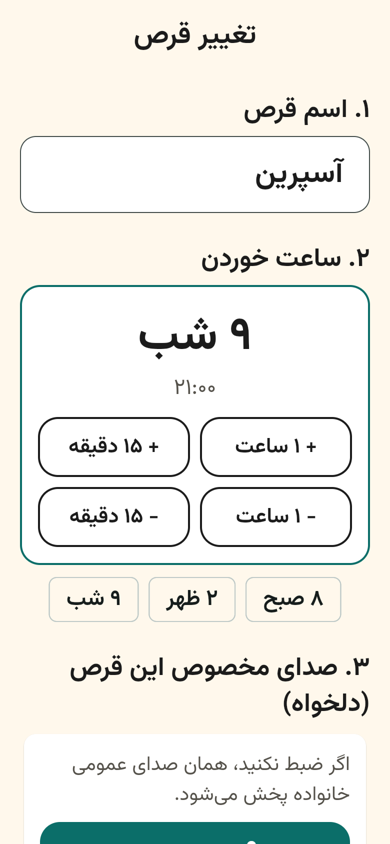 تغییر قرص
۱. اسم قرص
آسپرین
۲. ساعت خوردن
۹ شب
۲۱:۰۰
+ ۱ ساعت
+ ۱۵ دقیقه
− ۱ ساعت
− ۱۵ دقیقه
۸ صبح
۲ ظهر
۹ شب
۳. صدای مخصوص این قرص
(دلخواه)
اگر ضبط نکنید، همان صدای عمومی
خانواده پخش می‌شود.